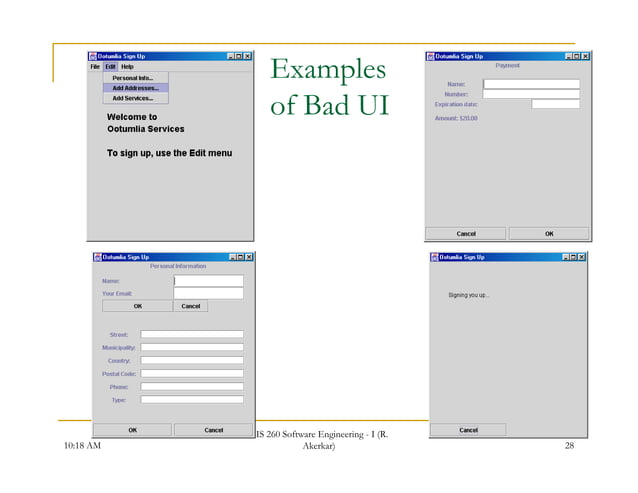 Ootumlia Sign Up
File Edit Help
Personal Info...
Add Addresses...
Add Services...
Welcome to
Ootumlia Services
To sign up, use the Edit menu
Examples
of Bad UI
Ootumlia Sign Up
Payment
Name:
Number:
Expiration date:
Amount: $20.00
Cancel OK
Ootumlia Sign Up
Personal Information
Name:
Your Email:
OK Cancel
Street:
Municipality:
Country:
Postal Code:
Phone:
Type:
OK Cancel
Ootumlia Sign Up
Signing you up...
Cancel
10:18 AM
IS 260 Software Engineering - I (R.
Akerkar)
28